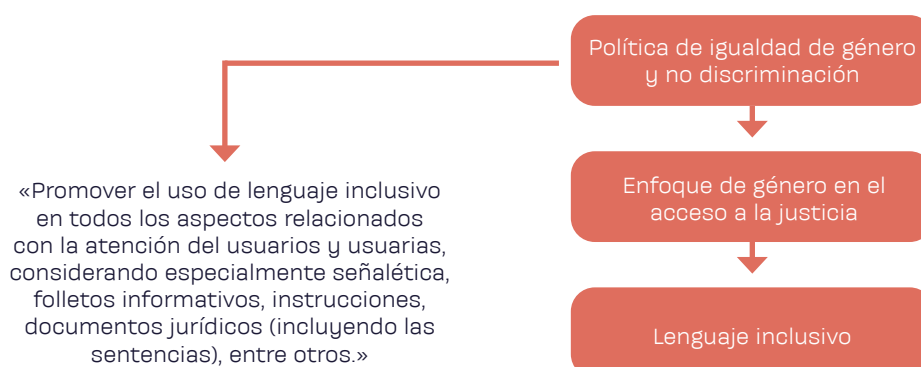 Política de igualdad de género
y no discriminación
Enfoque de género en el
acceso a la justicia
Lenguaje inclusivo
«Promover el uso de lenguaje inclusivo
en todos los aspectos relacionados
con la atención del usuarios y usuarias,
considerando especialmente señalética,
folletos informativos, instrucciones,
documentos jurídicos (incluyendo las
sentencias), entre otros.»